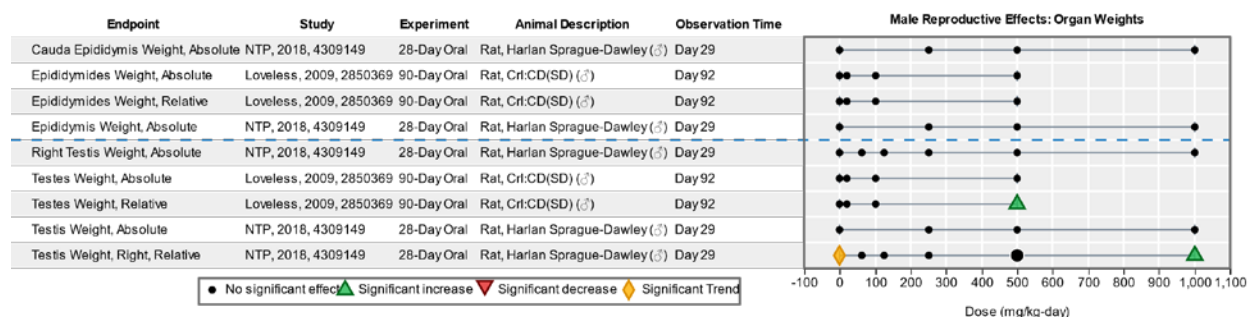 Endpoint Study Experiment Animal Description Observation Time Male Reproductive Effects: Organ Weights
Cauda Epididymis Weight, Absolute NTP, 2018, 4309149 28-Day Oral Rat, Harlan Sprague-Dawley (♂) Day 29
Epididymides Weight, Absolute Loveless, 2009, 2850369 90-Day Oral Rat, Crl:CD(SD) (♂) Day 92
Epididymides Weight, Relative Loveless, 2009, 2850369 90-Day Oral Rat, Crl:CD(SD) (♂) Day 92
Epididymis Weight, Absolute NTP, 2018, 4309149 28-Day Oral Rat, Harlan Sprague-Dawley (♂) Day 29
Right Testis Weight, Absolute NTP, 2018, 4309149 28-Day Oral Rat, Harlan Sprague-Dawley (♂) Day 29
Testes Weight, Absolute Loveless, 2009, 2850369 90-Day Oral Rat, Crl:CD(SD) (♂) Day 92
Testes Weight, Relative Loveless, 2009, 2850369 90-Day Oral Rat, Crl:CD(SD) (♂) Day 92
Testis Weight, Absolute NTP, 2018, 4309149 28-Day Oral Rat, Harlan Sprague-Dawley (♂) Day 29
Testis Weight, Right, Relative NTP, 2018, 4309149 28-Day Oral Rat, Harlan Sprague-Dawley (♂) Day 29
-100 0 100 200 300 400 500 600 700 800 900 1,000 1,100
No significant effect Significant increase Significant decrease Significant Trend
Dose (mg/kg-day)